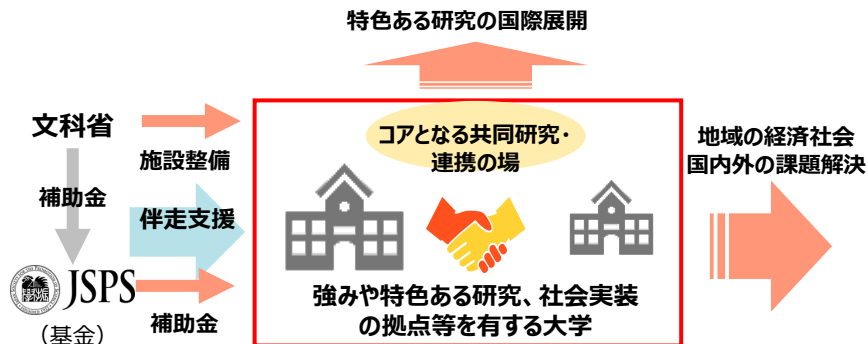 特色ある研究の国際展開
文科省
施設整備
補助金
伴走支援
JSPS
（基金）
補助金
コアとなる共同研究・
連携の場
強みや特色ある研究、社会実装
の拠点等を有する大学
地域の経済社会
国内外の課題解決